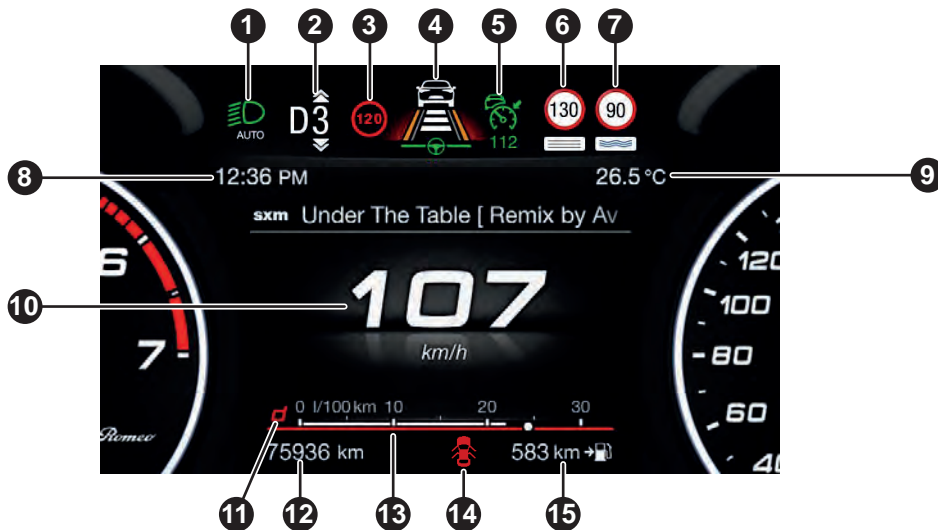 1 2 3 4 5 6 7
AUTO
D3
120
112
130
90
8 12:36 PM 26.5 °C 9
sxm Under The Table [ Remix by Av
6
7
10 107
km/h
120
100
80
60
40
Romeo
0 l/100 km 10 20 30
75936 km 583 km
11 12 13 14 15